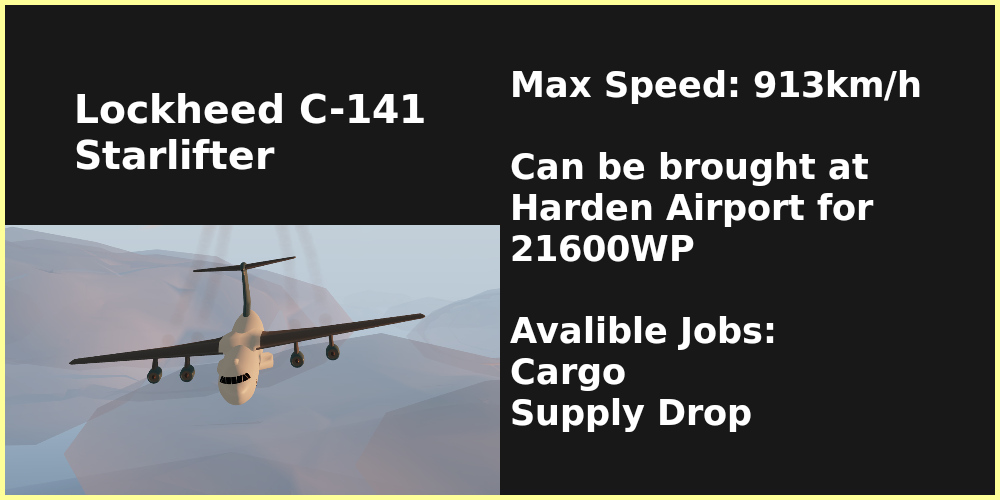 Lockheed C-141
Starlifter
Max Speed: 913km/h
Can be brought at
Harden Airport for
21600WP
Avalible Jobs:
Cargo
Supply Drop